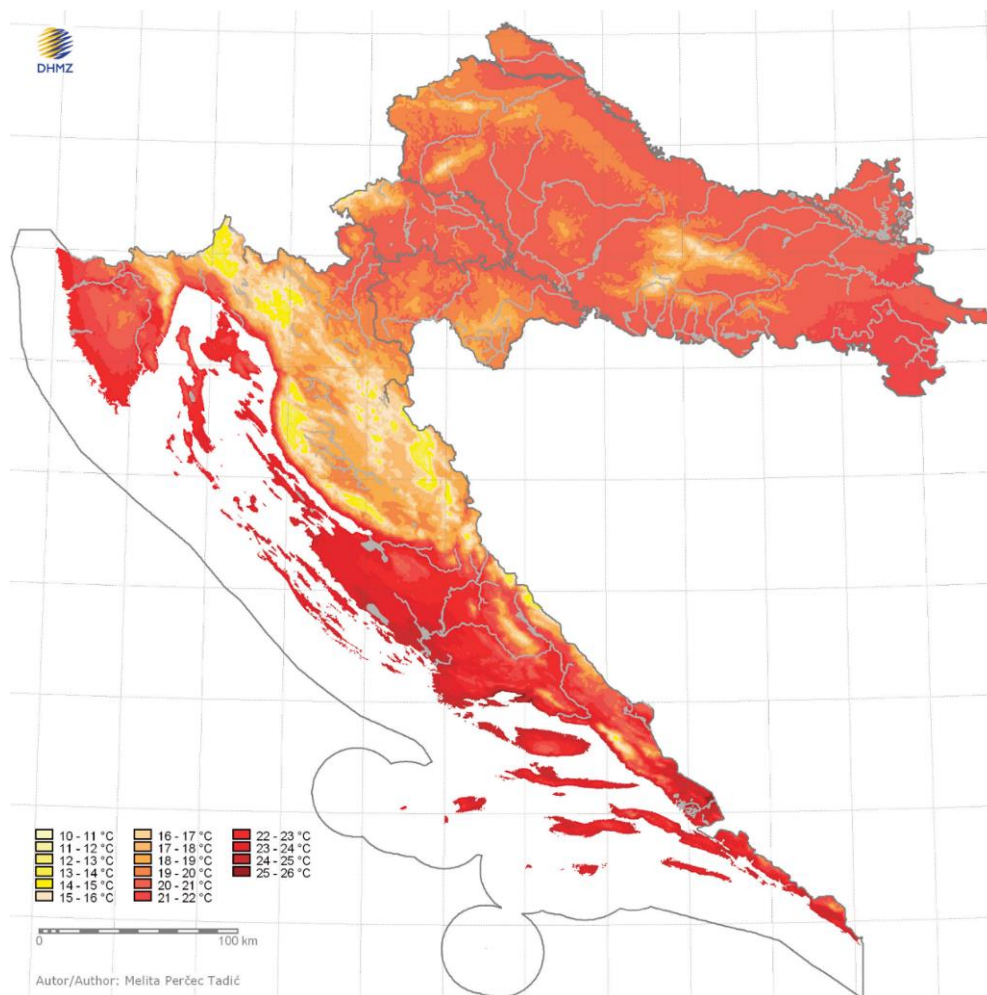 DHMZ
10 - 11 °C
11 - 12 °C
12 - 13 °C
13 - 14 °C
14 - 15 °C
15 - 16 °C
16 - 17 °C
17 - 18 °C
18 - 19 °C
19 - 20 °C
20 - 21 °C
21 - 22 °C
22 - 23 °C
23 - 24 °C
24 - 25 °C
25 - 26 °C
0 100 km
Autor/Author: Melita Perčec Tadić